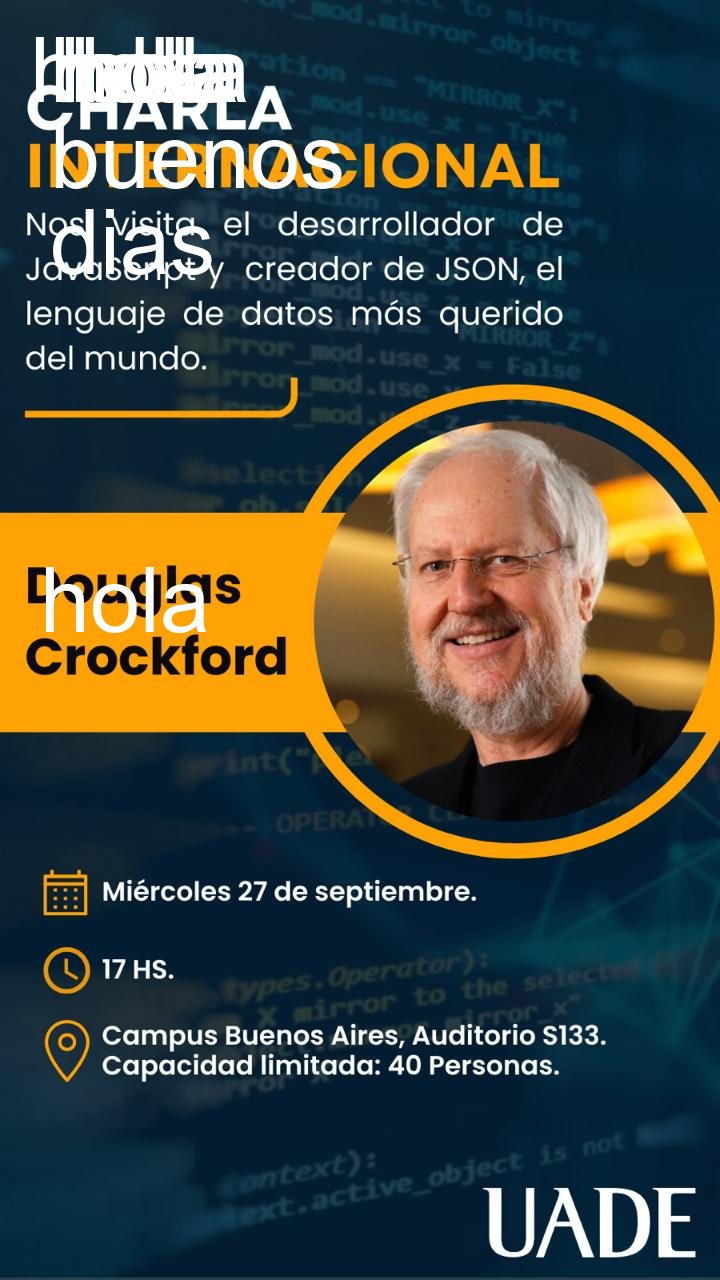 hola
CHARLA
INTERNACIONAL
buenos
Nos visita el desarrollador de
dias
JavaScript y creador de JSON, el
lenguaje de datos más querido
del mundo.
Douglas
hola
Crockford
Miércoles 27 de septiembre.
17 HS.
Campus Buenos Aires, Auditorio S133.
Capacidad limitada: 40 Personas.
UADE